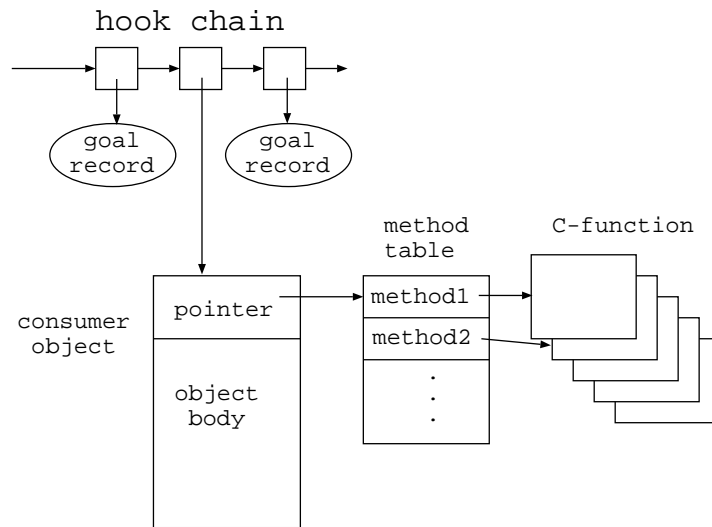 hook chain
goal
record
goal
record
method
table
C-function
consumer
object
pointer
method1
method2
object
body